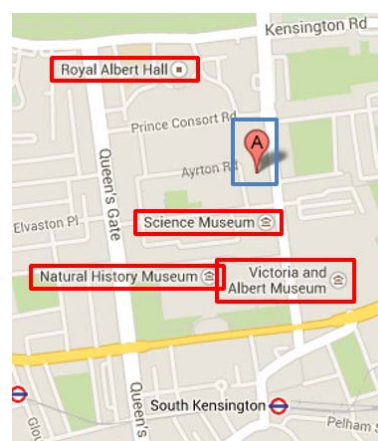 Kensington Rd
Royal Albert Hall
Prince Consort Rd
A
Ayrton Rd
Queen's Gate
Elvaston Pl
Science Museum
Natural History Museum
Victoria and
Albert Museum
Queen's
South Kensington
Pelham S
Glou